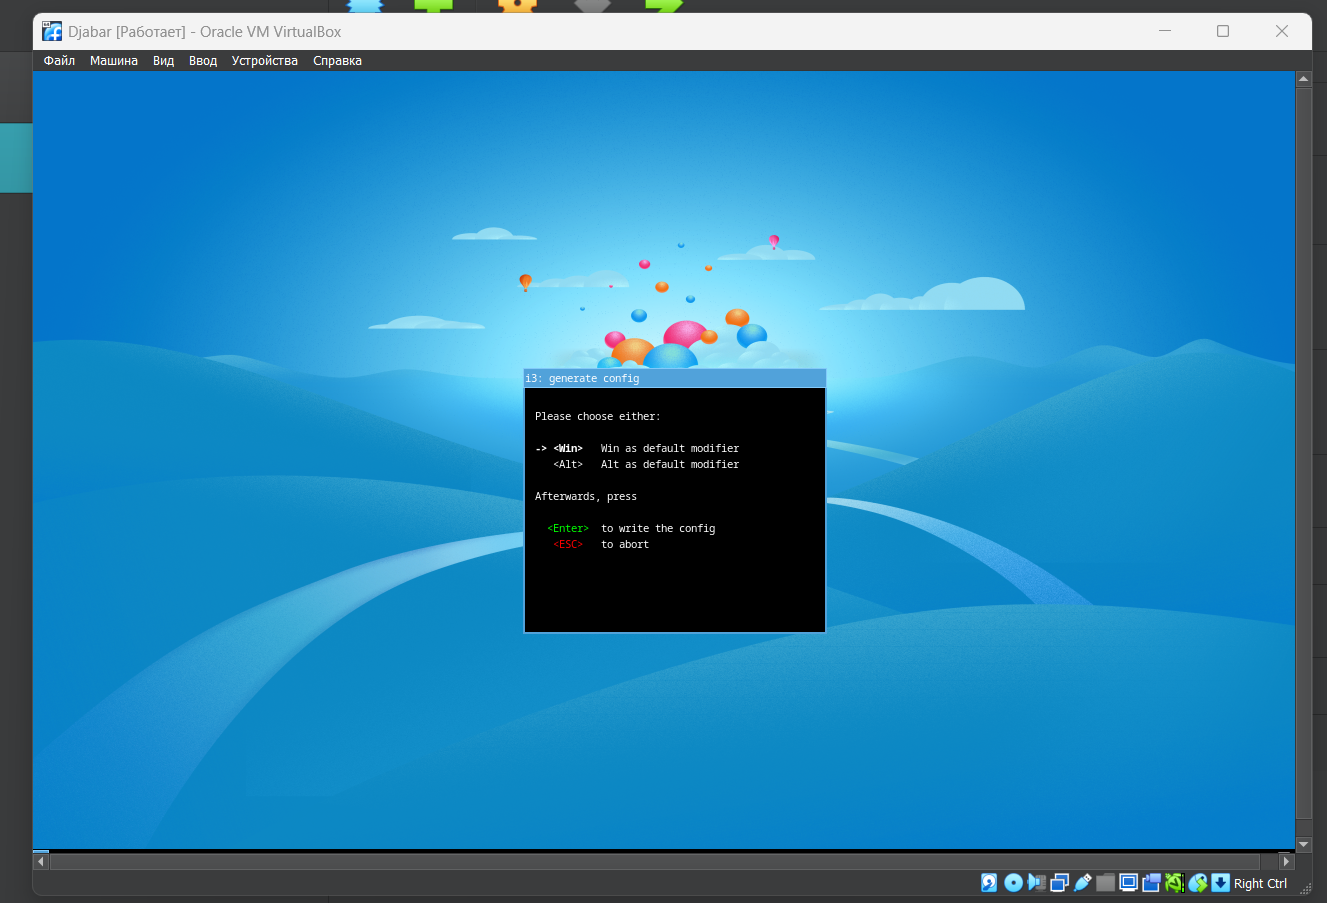 Djabar [Работает] - Oracle VM VirtualBox
Файл Машина Вид Ввод Устройства Справка
i3: generate config
Please choose either:
-> <Win> Win as default modifier
<Alt> Alt as default modifier
Afterwards, press
<Enter> to write the config
<ESC> to abort
Right Ctrl